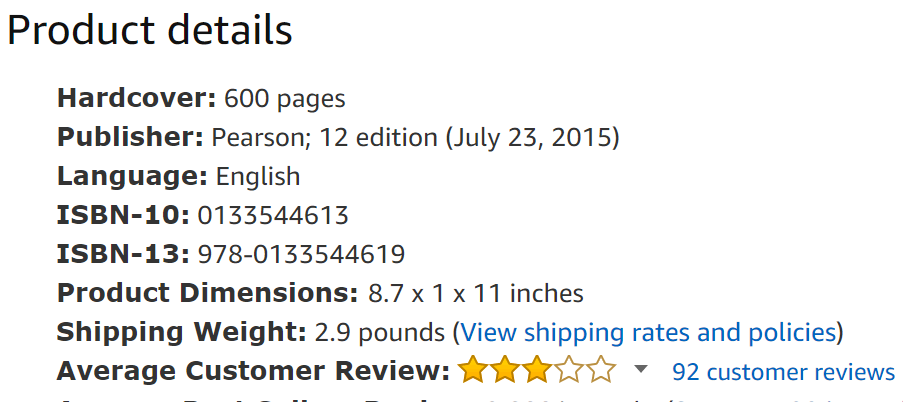 Product details
Hardcover: 600 pages
Publisher: Pearson; 12 edition (July 23, 2015)
Language: English
ISBN-10: 0133544613
ISBN-13: 978-0133544619
Product Dimensions: 8.7 x 1 x 11 inches
Shipping Weight: 2.9 pounds (View shipping rates and policies)
Average Customer Review: 92 customer reviews